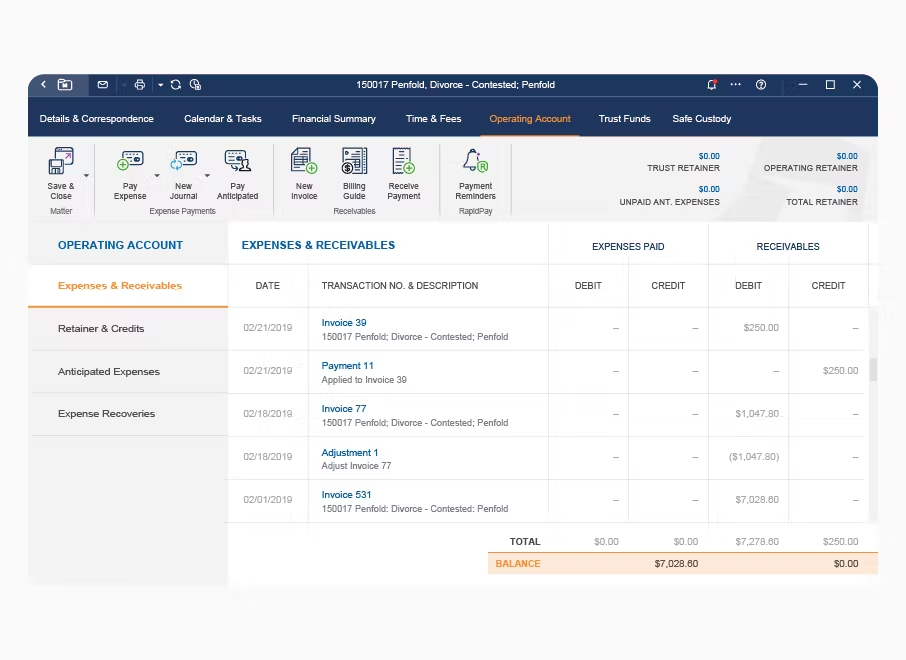 150017 Penfold, Divorce - Contested; Penfold
Details & Correspondence Calendar & Tasks Financial Summary Time & Fees Operating Account Trust Funds Safe Custody
Save & Close
Matter
Pay Expense
New Journal
Pay Anticipated
Expense Payments
New Invoice
Billing Guide
Receive Payment
Receivables
Payment Reminders
RapidPay
$0.00 $0.00
TRUST RETAINER OPERATING RETAINER
$0.00 $0.00
UNPAID ANT. EXPENSES TOTAL RETAINER
OPERATING ACCOUNT
Expenses & Receivables
Retainer & Credits
Anticipated Expenses
Expense Recoveries
EXPENSES & RECEIVABLES EXPENSES PAID RECEIVABLES
DATE TRANSACTION NO. & DESCRIPTION DEBIT CREDIT DEBIT CREDIT
02/21/2019 Invoice 39 – – $250.00 –
150017 Penfold; Divorce - Contested; Penfold
02/21/2019 Payment 11 – – – $250.00
Applied to Invoice 39
02/18/2019 Invoice 77 – – $1,047.80 –
150017 Penfold; Divorce - Contested; Penfold
02/18/2019 Adjustment 1 – – ($1,047.80) –
Adjust Invoice 77
02/01/2019 Invoice 531 – – $7,028.60 –
150017 Penfold: Divorce - Contested: Penfold
TOTAL $0.00 $0.00 $7,278.60 $250.00
BALANCE $7,028.60 $0.00